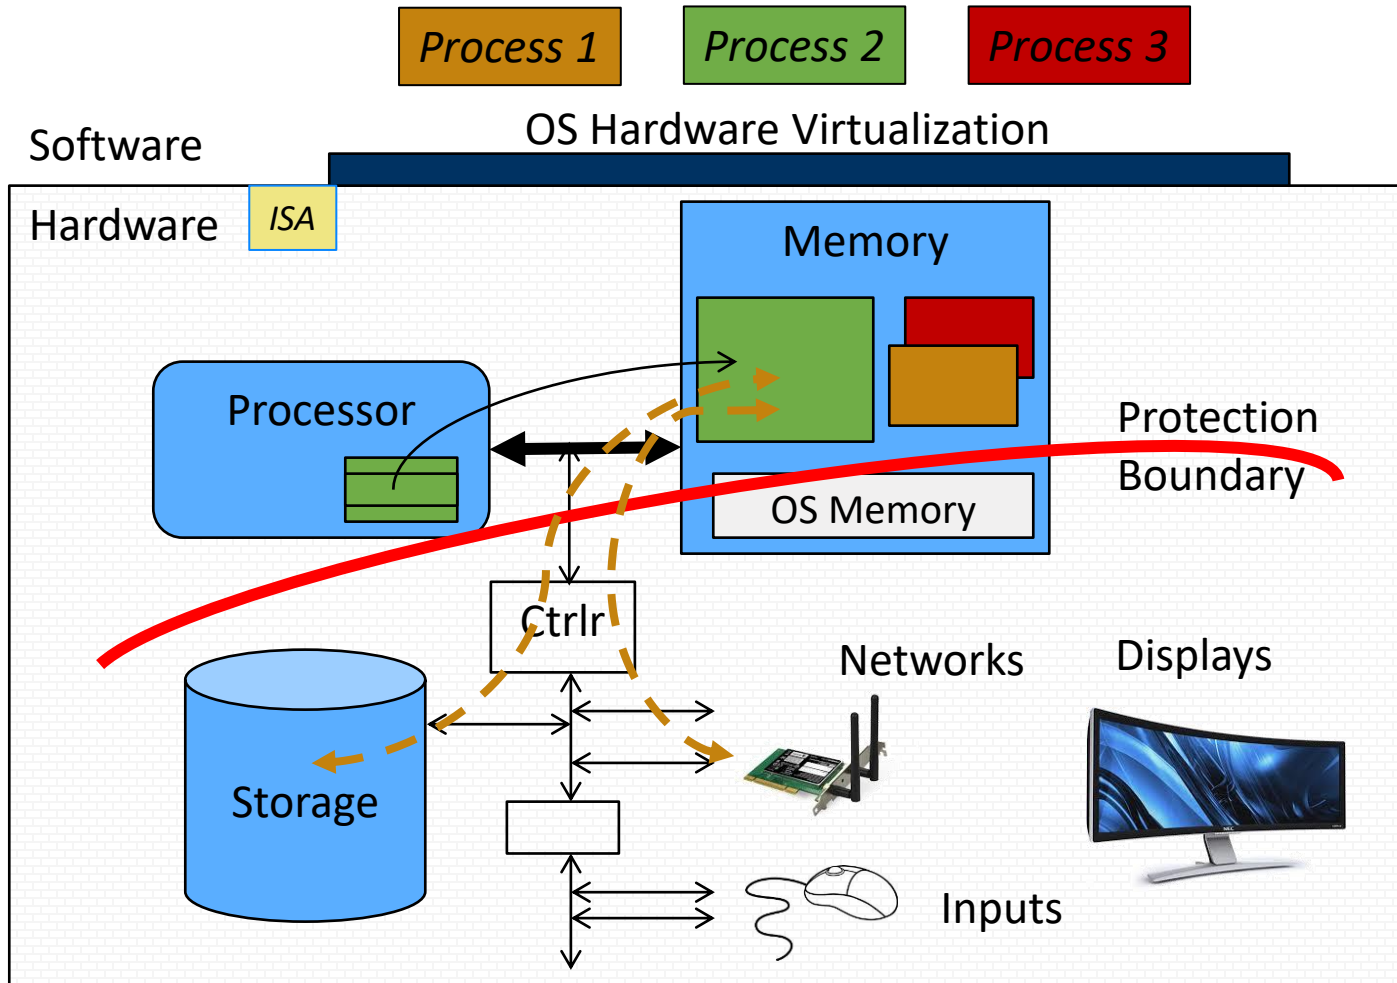 Process 1
Process 2
Process 3
OS Hardware Virtualization
Software
Hardware
ISA
Memory
Processor
Protection
Boundary
OS Memory
Ctrlr
Networks
Displays
Storage
Inputs